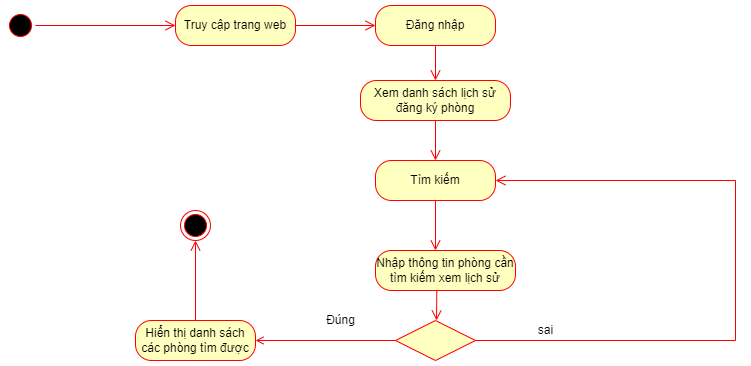 Truy cập trang web
Đăng nhập
Xem danh sách lịch sử
đăng ký phòng
Tìm kiếm
Nhập thông tin phòng cần
tìm kiếm xem lịch sử
Đúng
sai
Hiển thị danh sách
các phòng tìm được